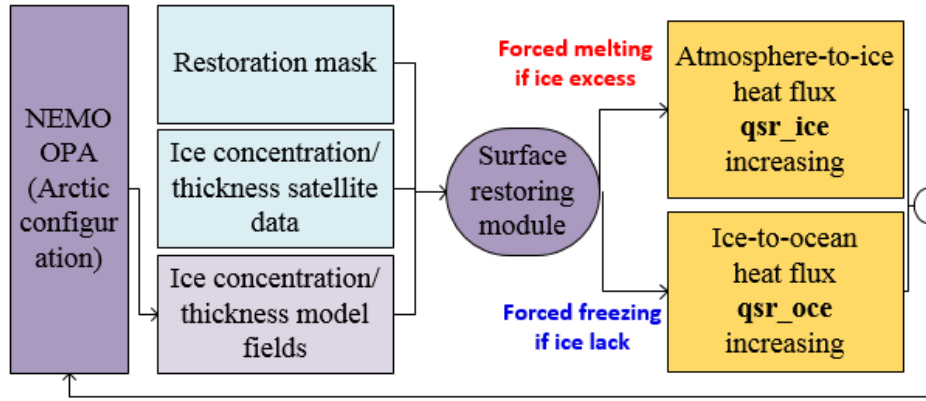 NEMO
OPA
(Arctic
configur
ation)
Restoration mask
Ice concentration/
thickness satellite
data
Ice concentration/
thickness model
fields
Surface
restoring
module
Forced melting
if ice excess
Forced freezing
if ice lack
Atmosphere-to-ice
heat flux
qsr_ice
increasing
Ice-to-ocean
heat flux
qsr_oce
increasing